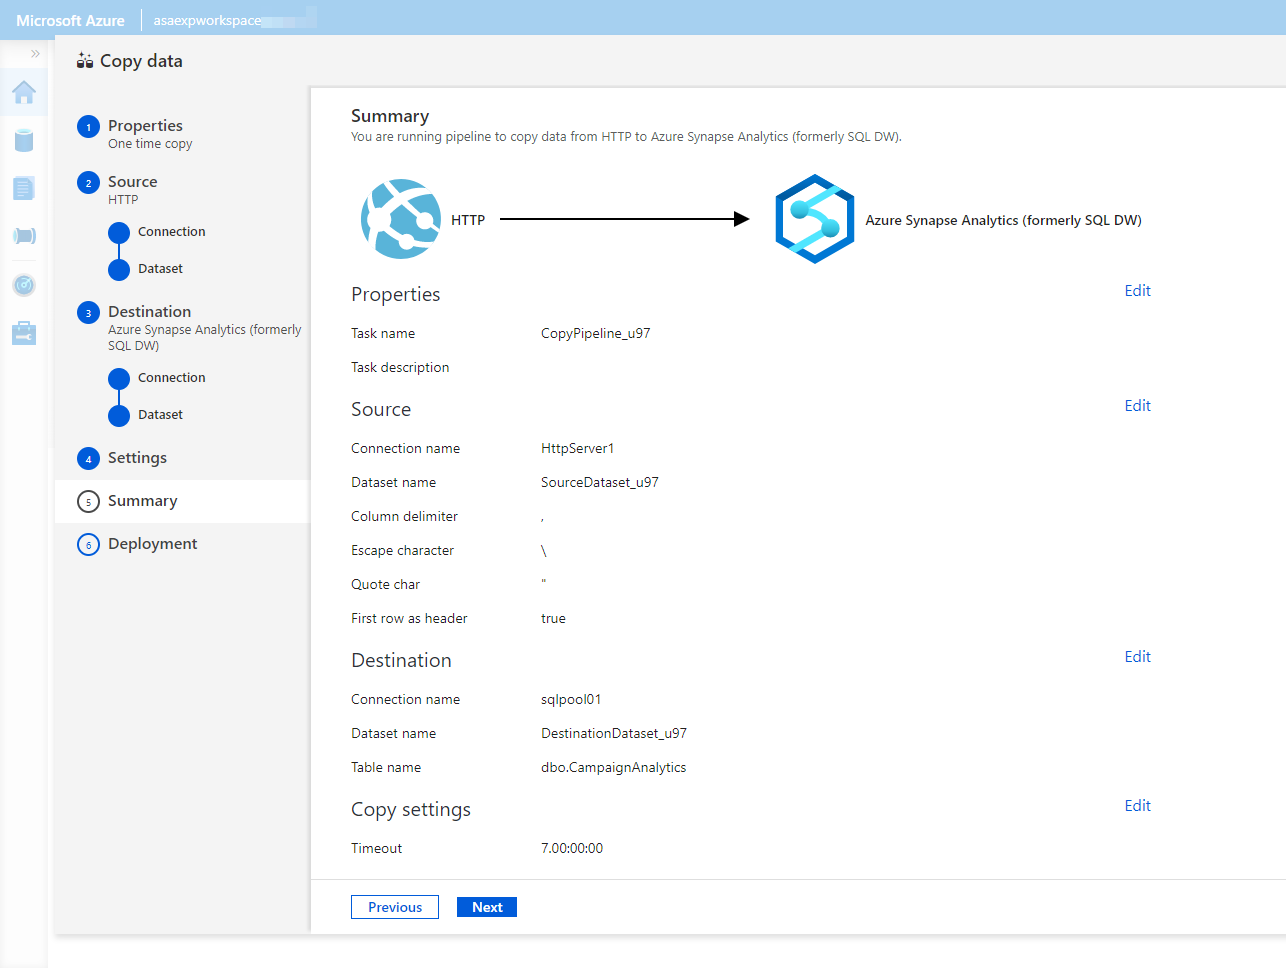 Microsoft Azure
asaexpworkspace
»
Copy data
1 Properties
One time copy
2 Source
HTTP
Connection
Dataset
3 Destination
Azure Synapse Analytics (formerly
SQL DW)
Connection
Dataset
4 Settings
5 Summary
6 Deployment
Summary
You are running pipeline to copy data from HTTP to Azure Synapse Analytics (formerly SQL DW).
HTTP
Azure Synapse Analytics (formerly SQL DW)
Properties Edit
Task name CopyPipeline_u97
Task description
Source Edit
Connection name HttpServer1
Dataset name SourceDataset_u97
Column delimiter ,
Escape character \
Quote char "
First row as header true
Destination Edit
Connection name sqlpool01
Dataset name DestinationDataset_u97
Table name dbo.CampaignAnalytics
Copy settings Edit
Timeout 7.00:00:00
Previous Next